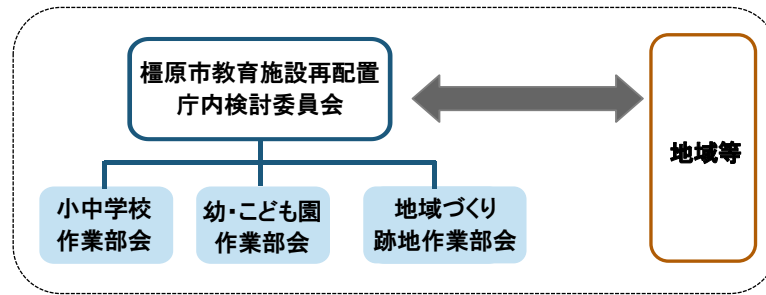 橿原市教育施設再配置
庁内検討委員会
地域等
小中学校
作業部会
幼・こども園
作業部会
地域づくり
跡地作業部会